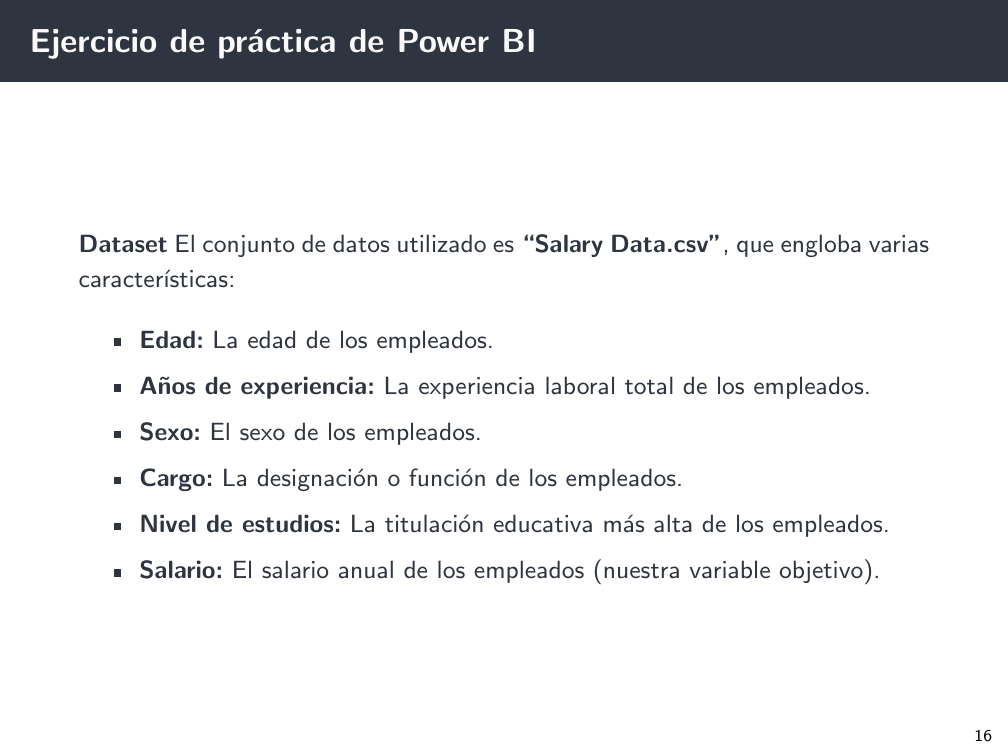 Ejercicio de práctica de Power BI
Dataset El conjunto de datos utilizado es “Salary Data.csv”, que engloba varias
características:
▪ Edad: La edad de los empleados.
▪ Años de experiencia: La experiencia laboral total de los empleados.
▪ Sexo: El sexo de los empleados.
▪ Cargo: La designación o función de los empleados.
▪ Nivel de estudios: La titulación educativa más alta de los empleados.
▪ Salario: El salario anual de los empleados (nuestra variable objetivo).
16